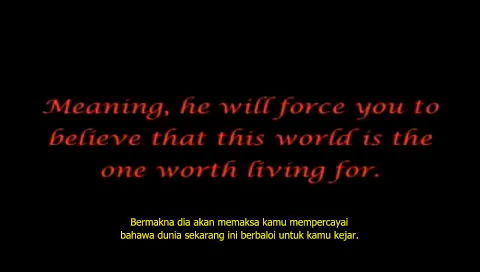 Meaning, he will force you to
believe that this world is the
one worth living for.
Bermakna dia akan memaksa kamu mempercayai
bahawa dunia sekarang ini berbaloi untuk kamu kejar.